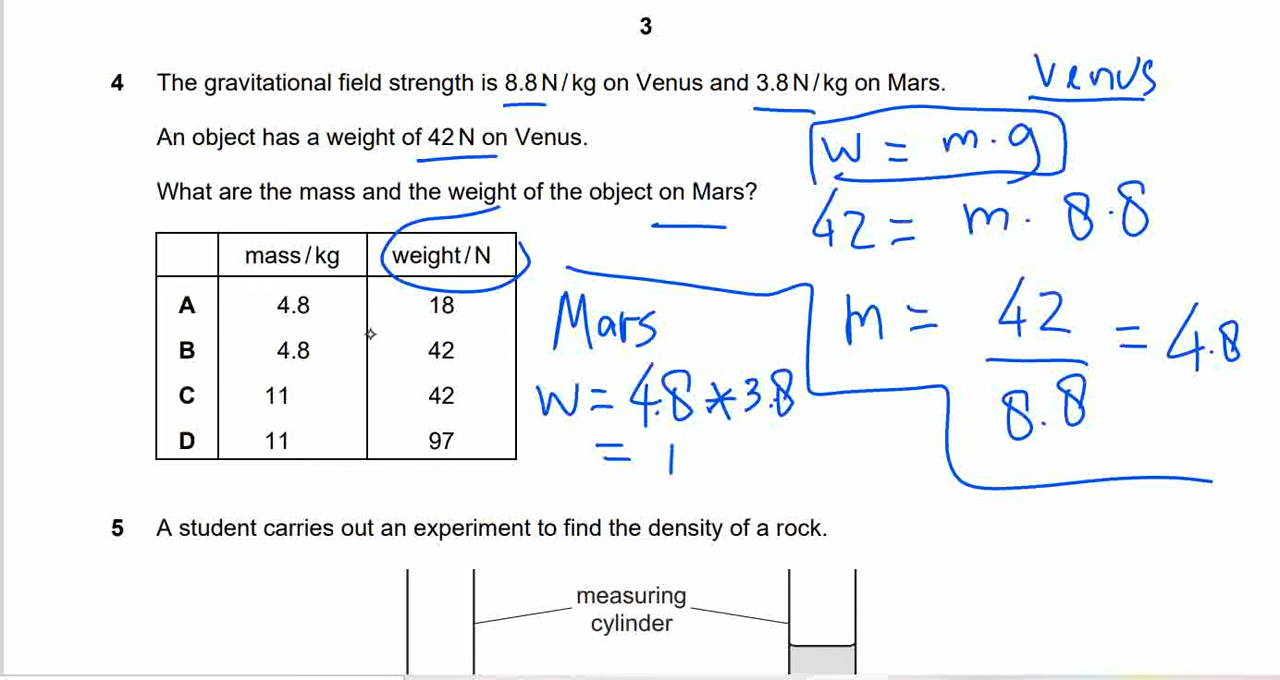 3
4 The gravitational field strength is 8.8 N/kg on Venus and 3.8 N/kg on Mars.
Venus
An object has a weight of 42 N on Venus.
W = m.g
What are the mass and the weight of the object on Mars?
42 = m. 8.8
mass/kg weight/N
A 4.8 18
B 4.8 42
C 11 42
D 11 97
m = 42 / 8.8 = 4.8
Mars
W = 4.8 * 3.8
= 1
5 A student carries out an experiment to find the density of a rock.
measuring
cylinder